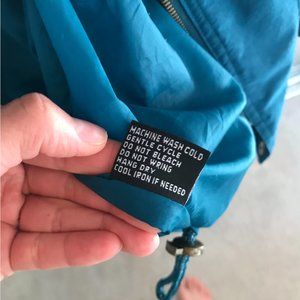 MACHINE WASH COLD
GENTLE CYCLE
DO NOT BLEACH
DO NOT WRING
HANG DRY
COOL IRON IF NEEDED